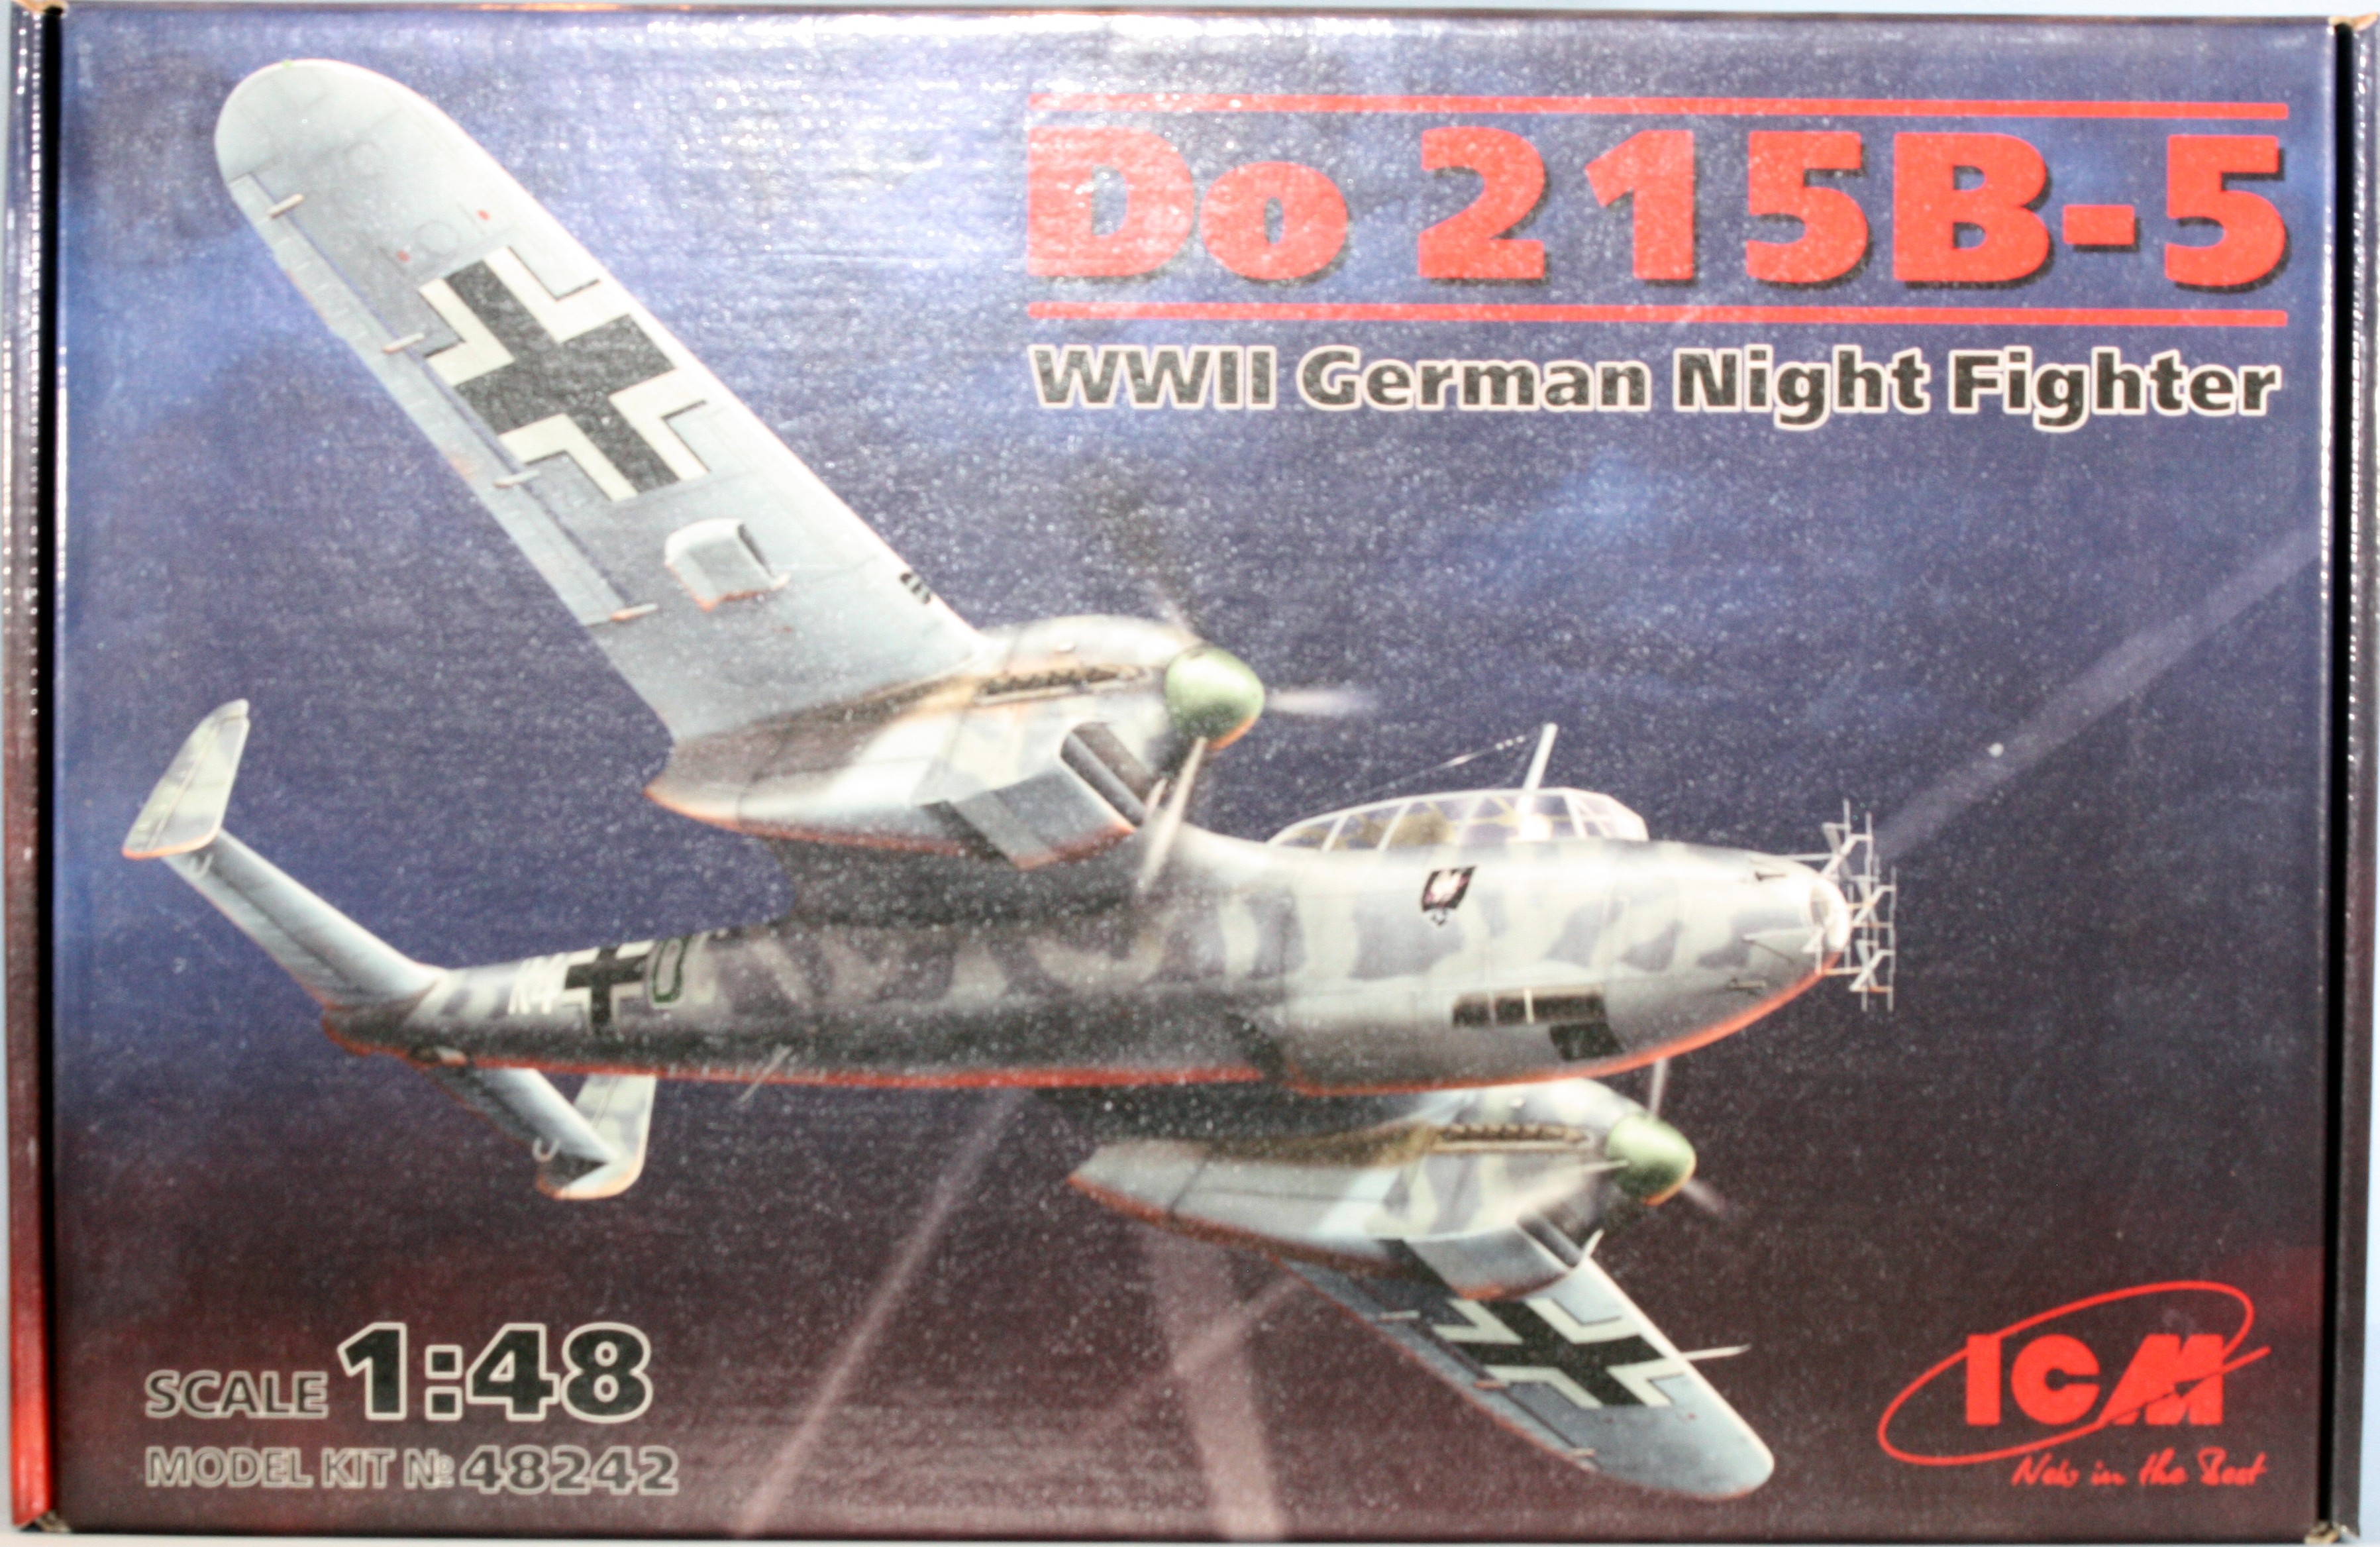 Do 215B-5
WWII German Night Fighter
SCALE 1:48
MODEL KIT № 48242
ICM
New in the Best